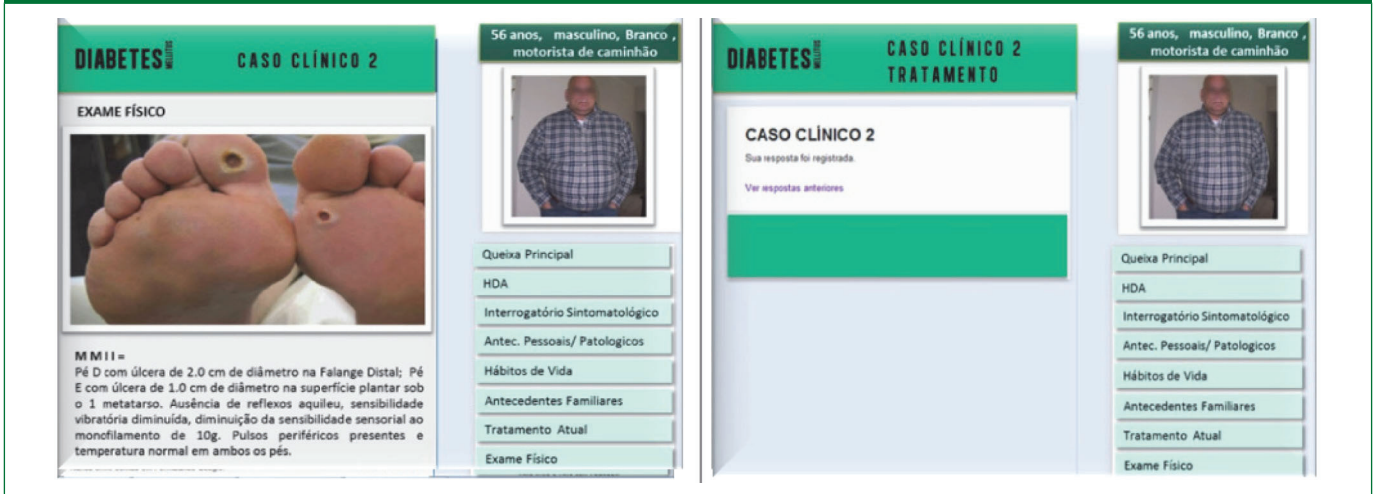 DIABETES MELLITUS
CASO CLÍNICO 2
EXAME FÍSICO
M M I I =
Pé D com úlcera de 2.0 cm de diâmetro na Falange Distal; Pé
E com úlcera de 1.0 cm de diâmetro na superfície plantar sob
o 1 metatarso. Ausência de reflexos aquileu, sensibilidade
vibratória diminuída, diminuição da sensibilidade sensorial ao
monofilamento de 10g. Pulsos periféricos presentes e
temperatura normal em ambos os pés.
56 anos, masculino, Branco ,
motorista de caminhão
Queixa Principal
HDA
Interrogatório Sintomatológico
Antec. Pessoais/ Patologicos
Hábitos de Vida
Antecedentes Familiares
Tratamento Atual
Exame Físico
DIABETES MELLITUS
CASO CLÍNICO 2
TRATAMENTO
CASO CLÍNICO 2
Sua resposta foi registrada.
Ver respostas anteriores
56 anos, masculino, Branco ,
motorista de caminhão
Queixa Principal
HDA
Interrogatório Sintomatológico
Antec. Pessoais/ Patologicos
Hábitos de Vida
Antecedentes Familiares
Tratamento Atual
Exame Físico